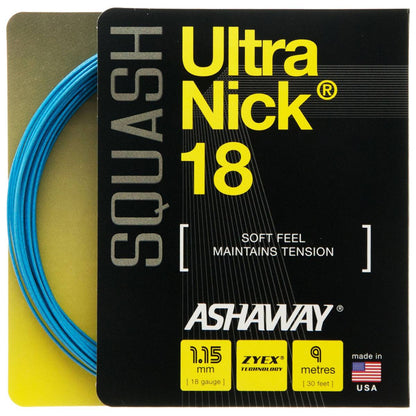 SQUASH
Ultra
Nick®
18
[ SOFT FEEL
MAINTAINS TENSION ]
ASHAWAY®
1.15
mm
[ 18 gauge ]
ZYEX®
TECHNOLOGY
9
metres
[ 30 feet ]
made in
USA